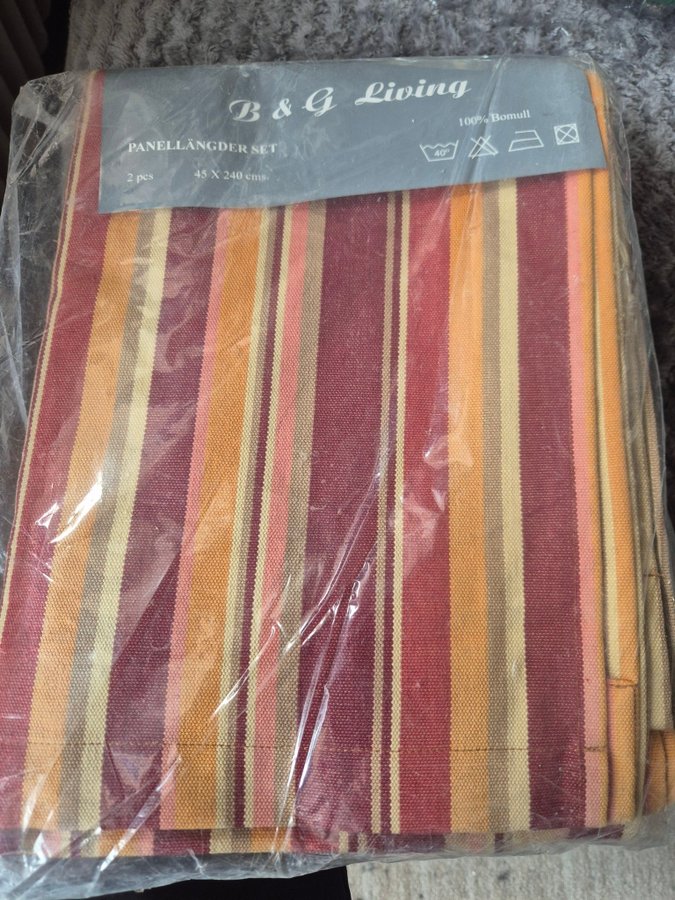 B & G Living
100% Bomull
PANELLÄNGDER SET
40°
2 pcs 45 X 240 cms.